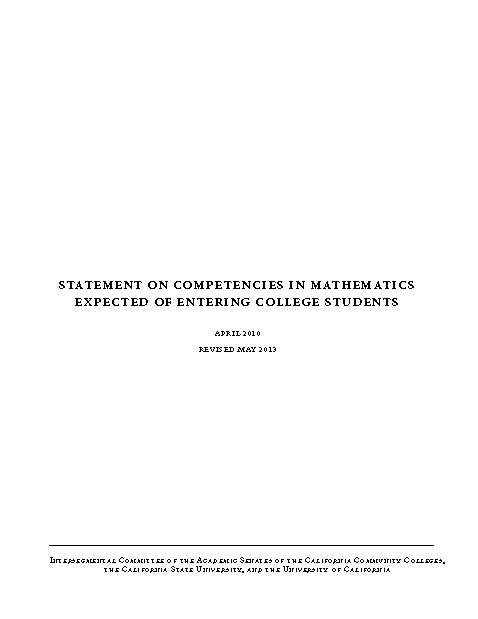 STATEMENT ON COMPETENCIES IN MATHEMATICS
EXPECTED OF ENTERING COLLEGE STUDENTS
APRIL 2010
REVISED MAY 2013
Intersegmental Committee of the Academic Senates of the California Community Colleges,
the California State University, and the University of California